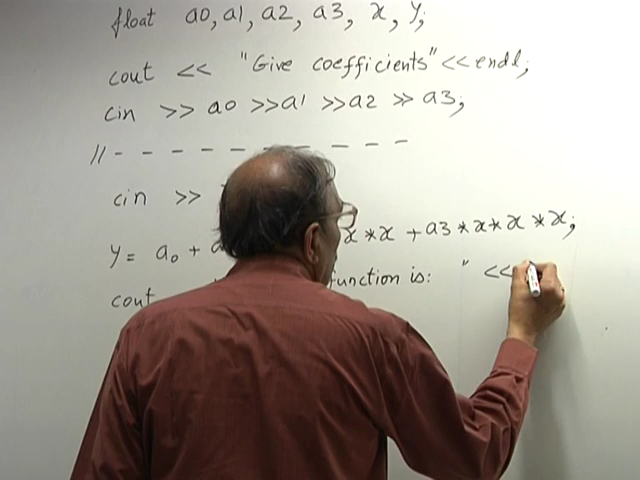 float a0, a1, a2, a3, x, y;
cout << "Give coefficients" << endl;
cin >> a0 >> a1 >> a2 >> a3;
// - - - - - - - - - - -
cin >>
y = a0 + x * x + a3 * x * x * x;
cout function is: " <<